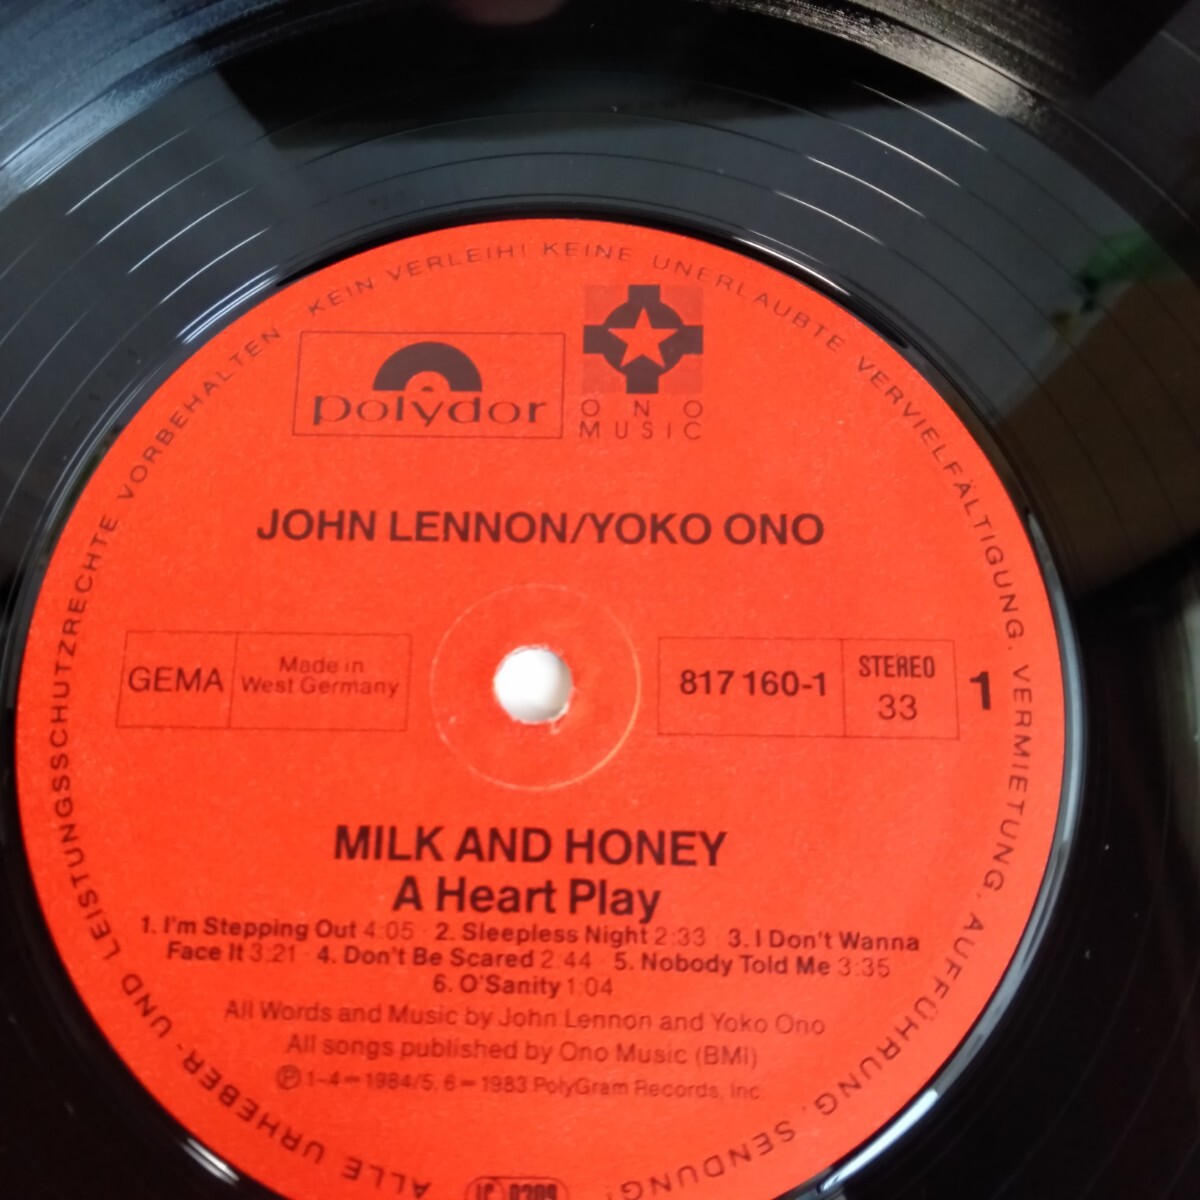 ALLE URHEBER- UND LEISTUNGSSCHUTZRECHTE VORBEHALTEN KEIN VERLEIH! KEINE UNERLAUBTE VERVIELFÄLTIGUNG, VERMIETUNG, AUFFÜHRUNG, SENDUNG!
polydor
ONO
MUSIC
JOHN LENNON/YOKO ONO
GEMA
Made in
West Germany
817 160-1
STEREO
33
1
MILK AND HONEY
A Heart Play
1. I'm Stepping Out 4:05 · 2. Sleepless Night 2:33 · 3. I Don't Wanna
Face It 3:21 · 4. Don't Be Scared 2:44 · 5. Nobody Told Me 3:35
6. O'Sanity 1:04
All Words and Music by John Lennon and Yoko Ono
All songs published by Ono Music (BMI)
Ⓟ 1-4=1984/5, 6=1983 PolyGram Records, Inc.